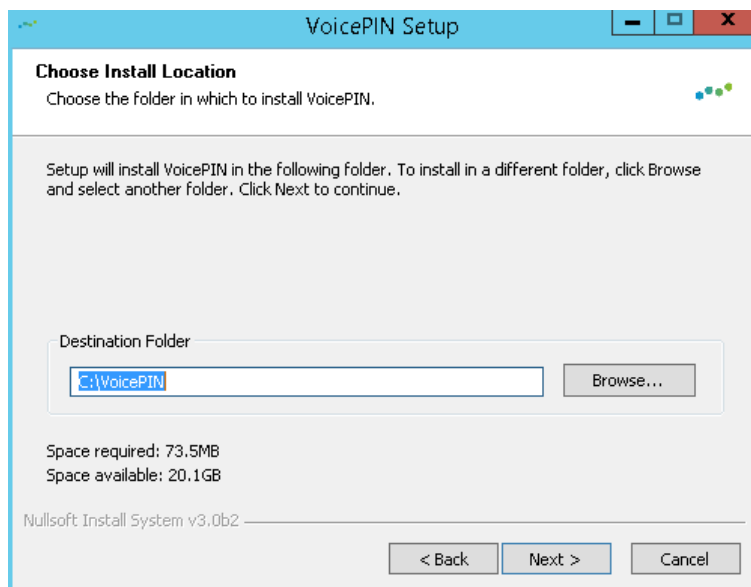 VoicePIN Setup
Choose Install Location
Choose the folder in which to install VoicePIN.
Setup will install VoicePIN in the following folder. To install in a different folder, click Browse
and select another folder. Click Next to continue.
Destination Folder
C:\VoicePIN
Browse...
Space required: 73.5MB
Space available: 20.1GB
Nullsoft Install System v3.0b2
< Back
Next >
Cancel